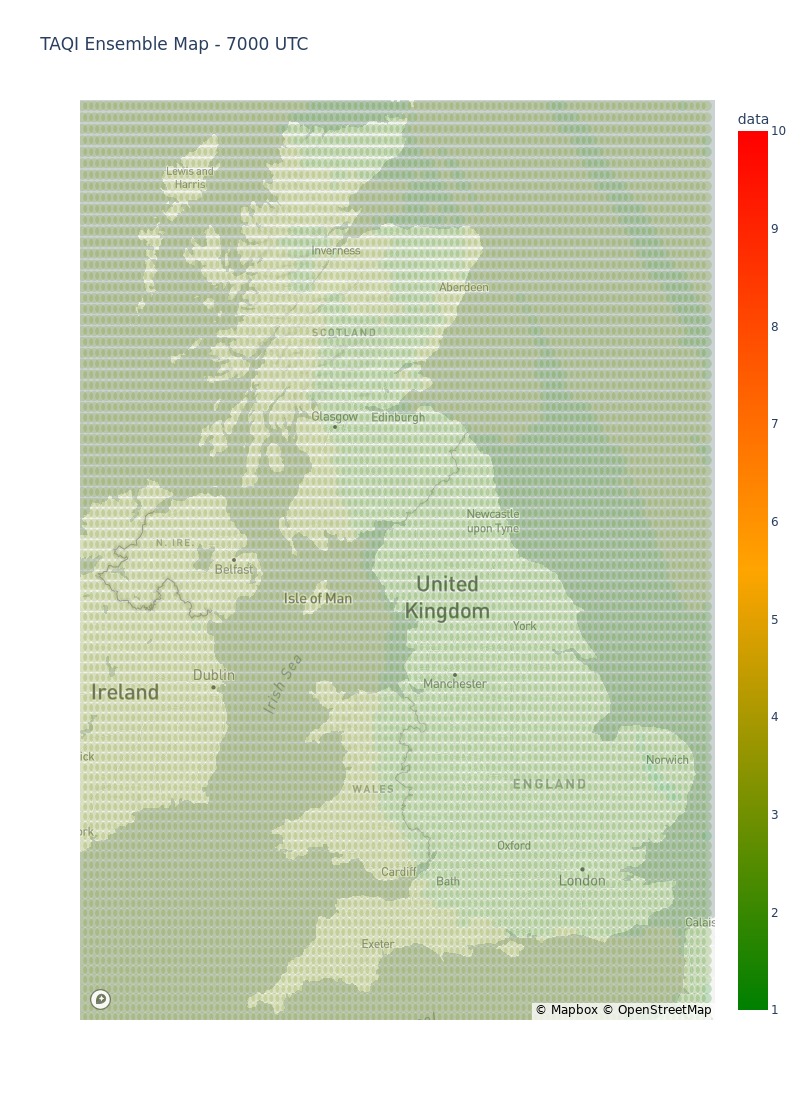 TAQI Ensemble Map - 7000 UTC
data
10
9
8
7
6
5
4
3
2
1
Lewis and
Harris
Inverness
Aberdeen
SCOTLAND
Glasgow
Edinburgh
Newcastle
upon Tyne
N. IRE.
Belfast
United
Kingdom
Isle of Man
York
Dublin
Manchester
Ireland
Irish Sea
ick
Norwich
WALES
ENGLAND
ork
Oxford
Cardiff
Bath
London
Calais
Exeter
© Mapbox © OpenStreetMap